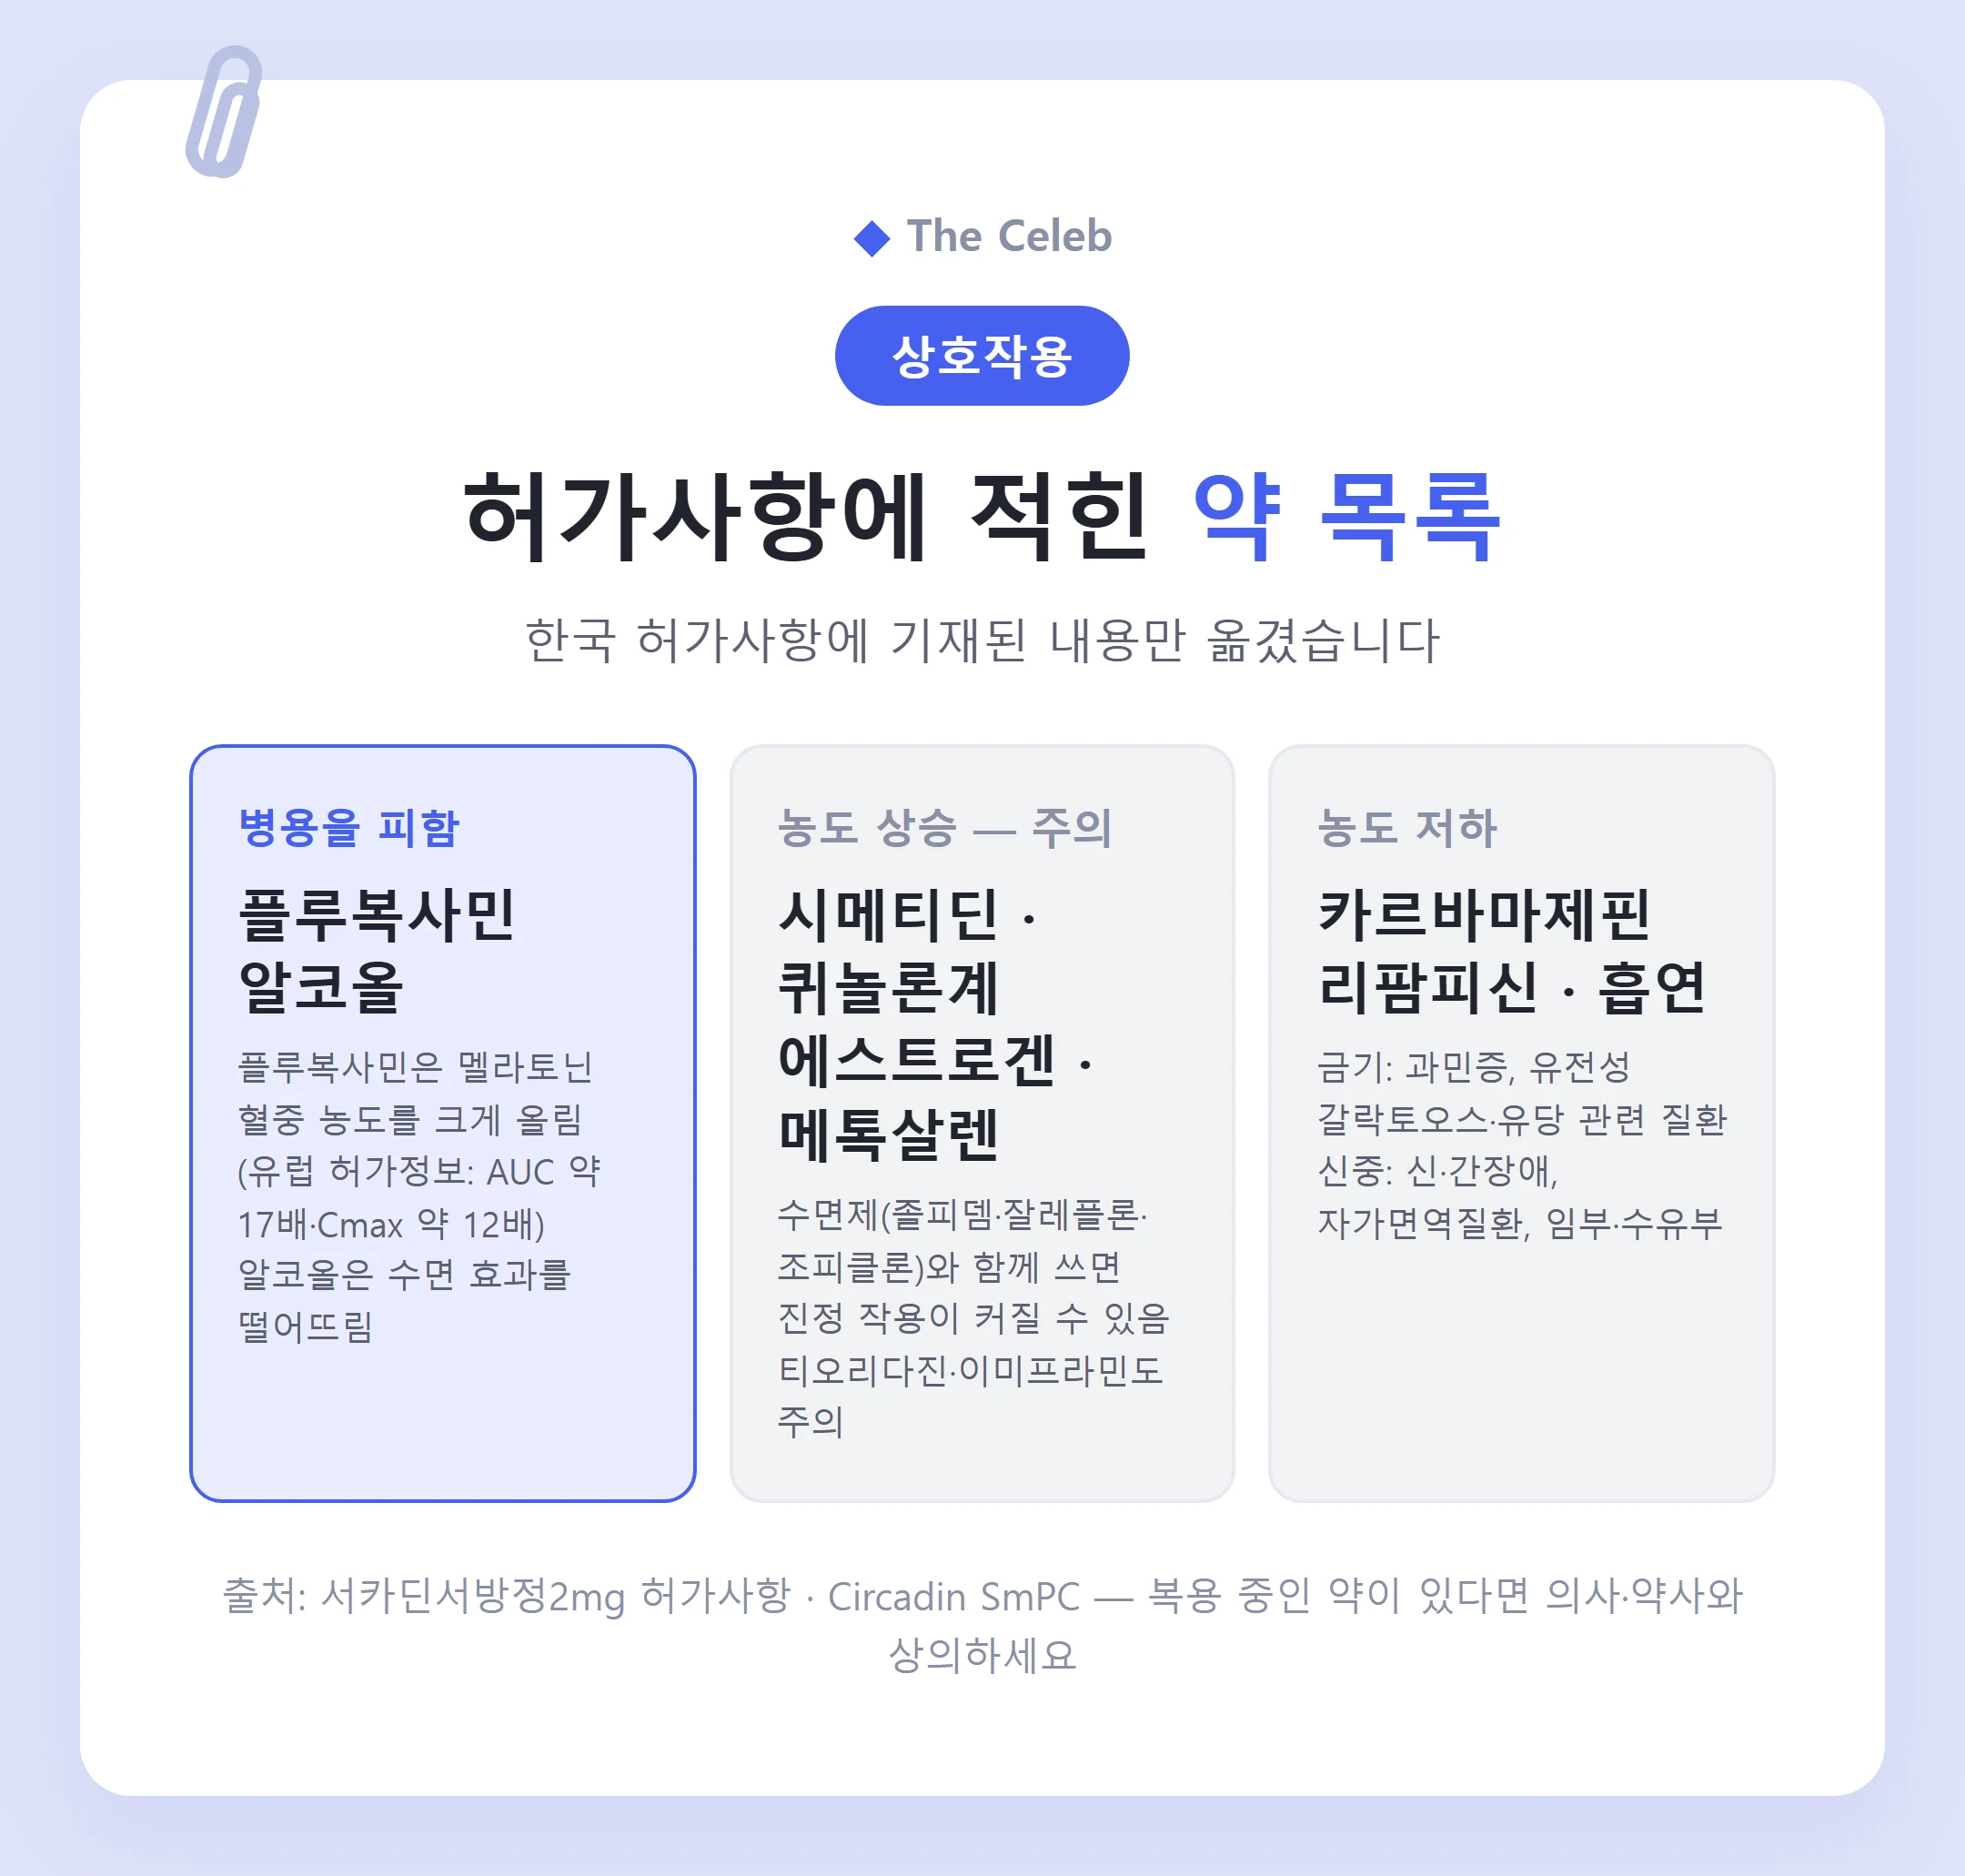 The Celeb
상호작용
허가사항에 적힌 약 목록
한국 허가사항에 기재된 내용만 옮겼습니다
병용을 피함
플루복사민
알코올
플루복사민은 멜라토닌
혈중 농도를 크게 올림
(유럽 허가정보: AUC 약
17배·Cmax 약 12배)
알코올은 수면 효과를
떨어뜨림
농도 상승 — 주의
시메티딘 ·
퀴놀론계
에스트로겐 ·
메톡살렌
수면제(졸피뎀·잘레플론·
조피클론)와 함께 쓰면
진정 작용이 커질 수 있음
티오리다진·이미프라민도
주의
농도 저하
카르바마제핀
리팜피신 · 흡연
금기: 과민증, 유전성
갈락토오스·유당 관련 질환
신중: 신·간장애,
자가면역질환, 임부·수유부
출처: 서카딘서방정2mg 허가사항 · Circadin SmPC — 복용 중인 약이 있다면 의사·약사와
상의하세요